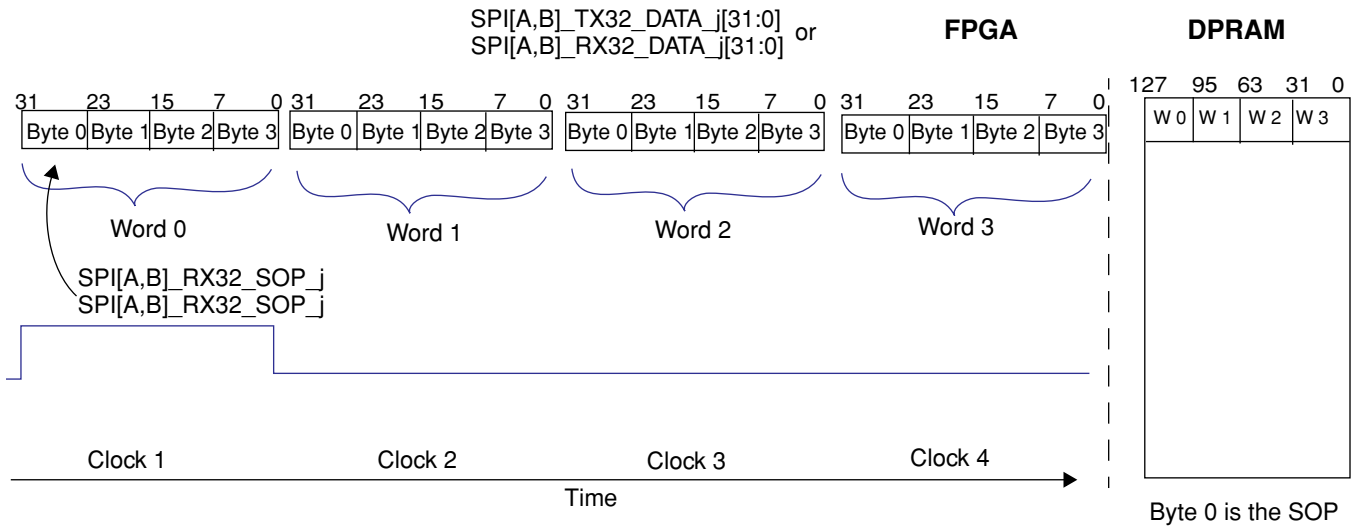 SPI[A,B]_TX32_DATA_j[31:0] or
SPI[A,B]_RX32_DATA_j[31:0]
FPGA DPRAM
31 23 15 7 0 31 23 15 7 0 31 23 15 7 0 31 23 15 7 0 127 95 63 31 0
Byte 0 Byte 1 Byte 2 Byte 3 Byte 0 Byte 1 Byte 2 Byte 3 Byte 0 Byte 1 Byte 2 Byte 3 Byte 0 Byte 1 Byte 2 Byte 3 W 0 W 1 W 2 W 3
Word 0 Word 1 Word 2 Word 3
SPI[A,B]_RX32_SOP_j
SPI[A,B]_RX32_SOP_j
Clock 1 Clock 2 Clock 3 Clock 4
Time
Byte 0 is the SOP